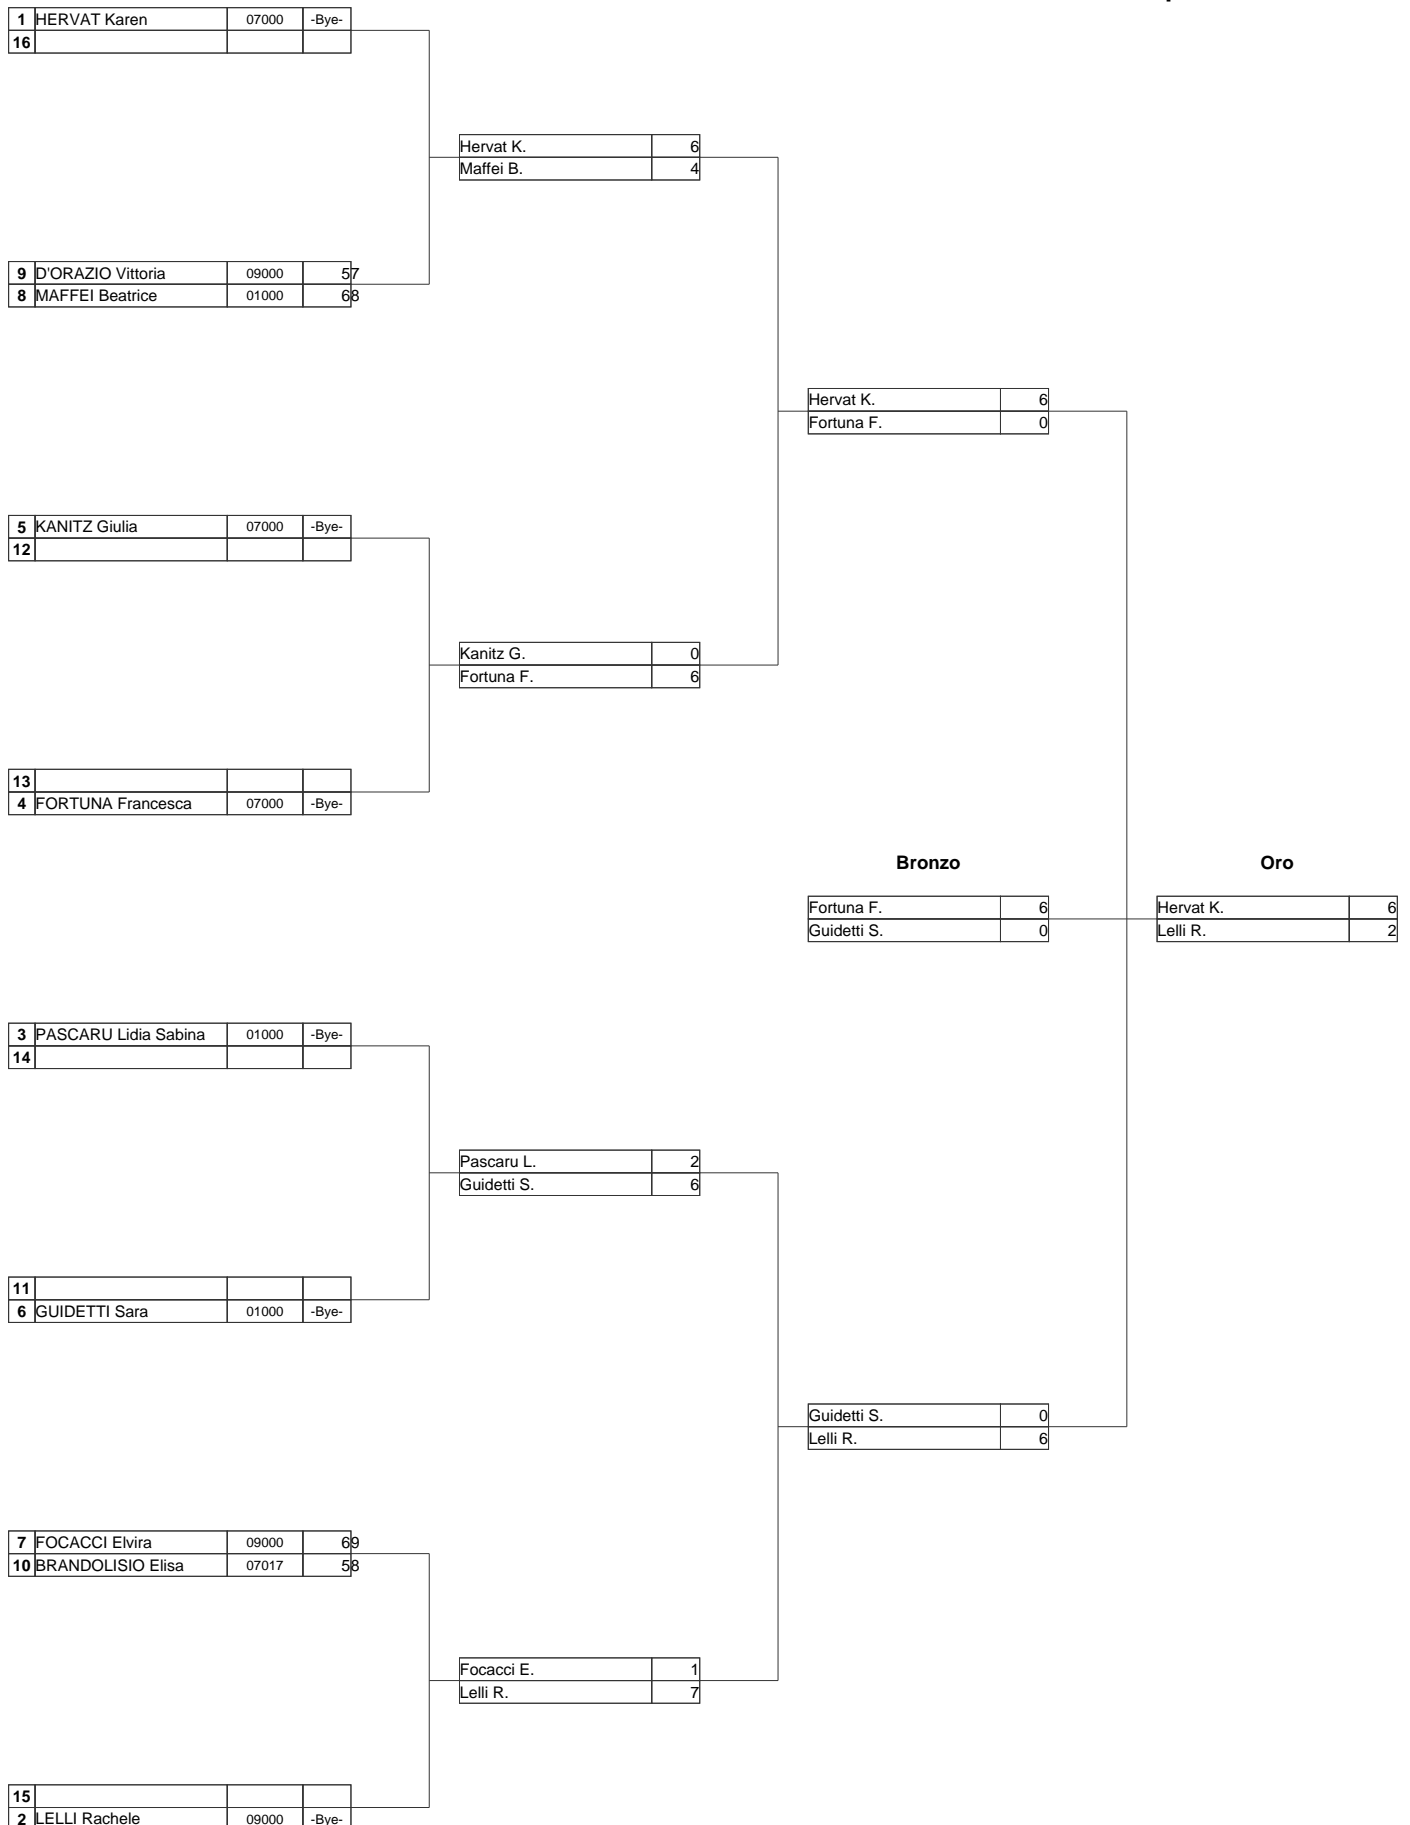 1 HERVAT Karen 07000 -Bye-
16
Hervat K. 6
Maffei B. 4
9 D'ORAZIO Vittoria 09000 57
8 MAFFEI Beatrice 01000 68
Hervat K. 6
Fortuna F. 0
5 KANITZ Giulia 07000 -Bye-
12
Kanitz G. 0
Fortuna F. 6
13
4 FORTUNA Francesca 07000 -Bye-
Bronzo Oro
Fortuna F. 6 Hervat K. 6
Guidetti S. 0 Lelli R. 2
3 PASCARU Lidia Sabina 01000 -Bye-
14
Pascaru L. 2
Guidetti S. 6
11
6 GUIDETTI Sara 01000 -Bye-
Guidetti S. 0
Lelli R. 6
7 FOCACCI Elvira 09000 69
10 BRANDOLISIO Elisa 07017 58
Focacci E. 1
Lelli R. 7
15
2 LELLI Rachele 09000 -Bye-